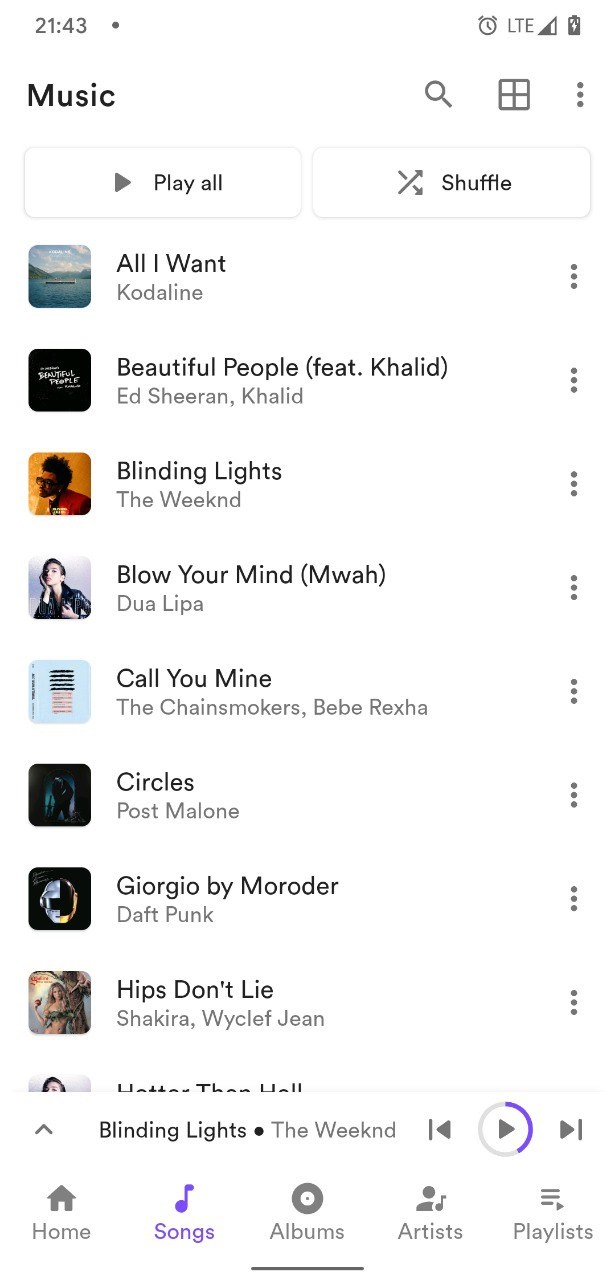 21:43
LTE
Music
Play all
Shuffle
All I Want
Kodaline
Beautiful People (feat. Khalid)
Ed Sheeran, Khalid
Blinding Lights
The Weeknd
Blow Your Mind (Mwah)
Dua Lipa
Call You Mine
The Chainsmokers, Bebe Rexha
Circles
Post Malone
Giorgio by Moroder
Daft Punk
Hips Don't Lie
Shakira, Wyclef Jean
Hotter Than Hell
Blinding Lights • The Weeknd
Home
Songs
Albums
Artists
Playlists